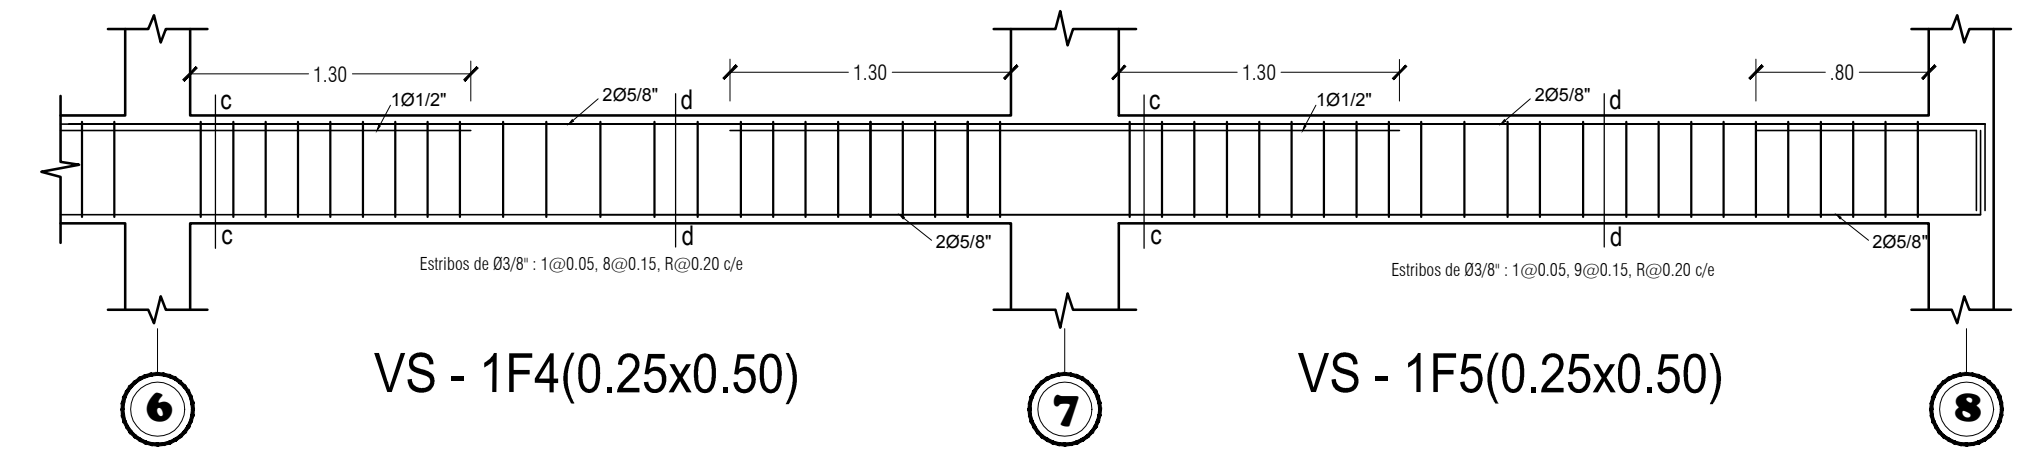 1.30
1.30
1.30
.80
c
1Ø1/2"
2Ø5/8"
d
c
1Ø1/2"
2Ø5/8"
d
c
d
2Ø5/8"
c
d
2Ø5/8"
Estribos de Ø3/8" : 1@0.05, 8@0.15, R@0.20 c/e
Estribos de Ø3/8" : 1@0.05, 9@0.15, R@0.20 c/e
VS - 1F4(0.25x0.50)
VS - 1F5(0.25x0.50)
6
7
8